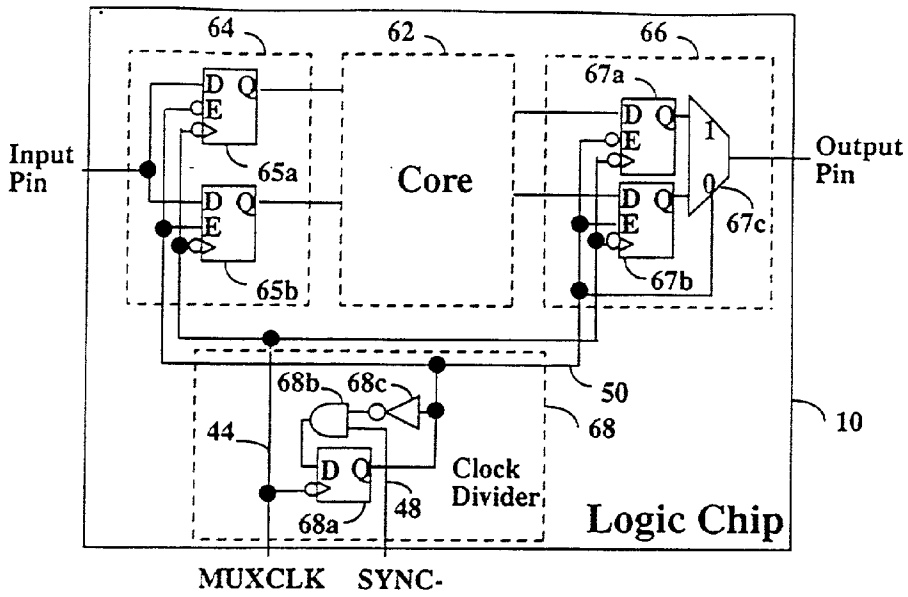 64
62
66
67a
D Q
E
65a
D Q
E
1
Input
Pin
Core
Output
Pin
D Q
E
65b
D Q
E
0
67c
67b
50
68b
68c
68
10
44
D Q
48
68a
Clock
Divider
Logic Chip
MUXCLK
SYNC-